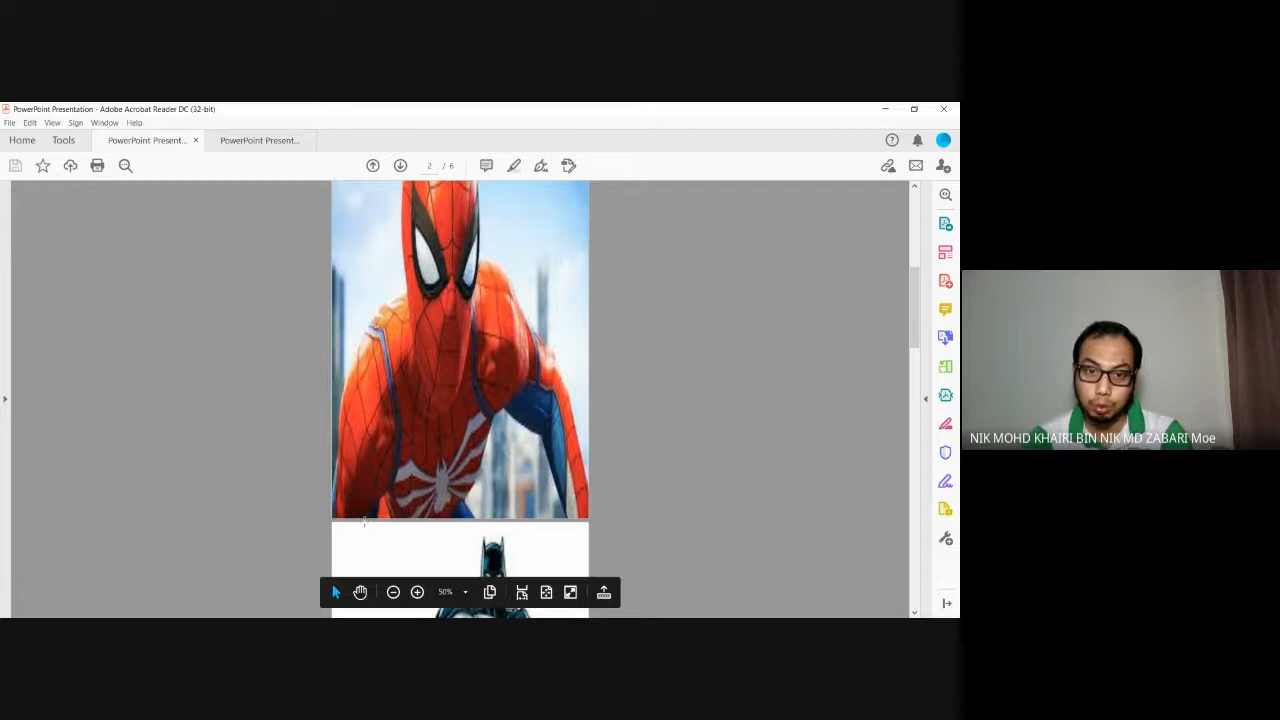 PowerPoint Presentation - Adobe Acrobat Reader DC (32-bit)
File Edit View Sign Window Help
Home Tools PowerPoint Present... × PowerPoint Present...
2 / 6
NIK MOHD KHAIRI BIN NIK MD ZABARI Moe
50%